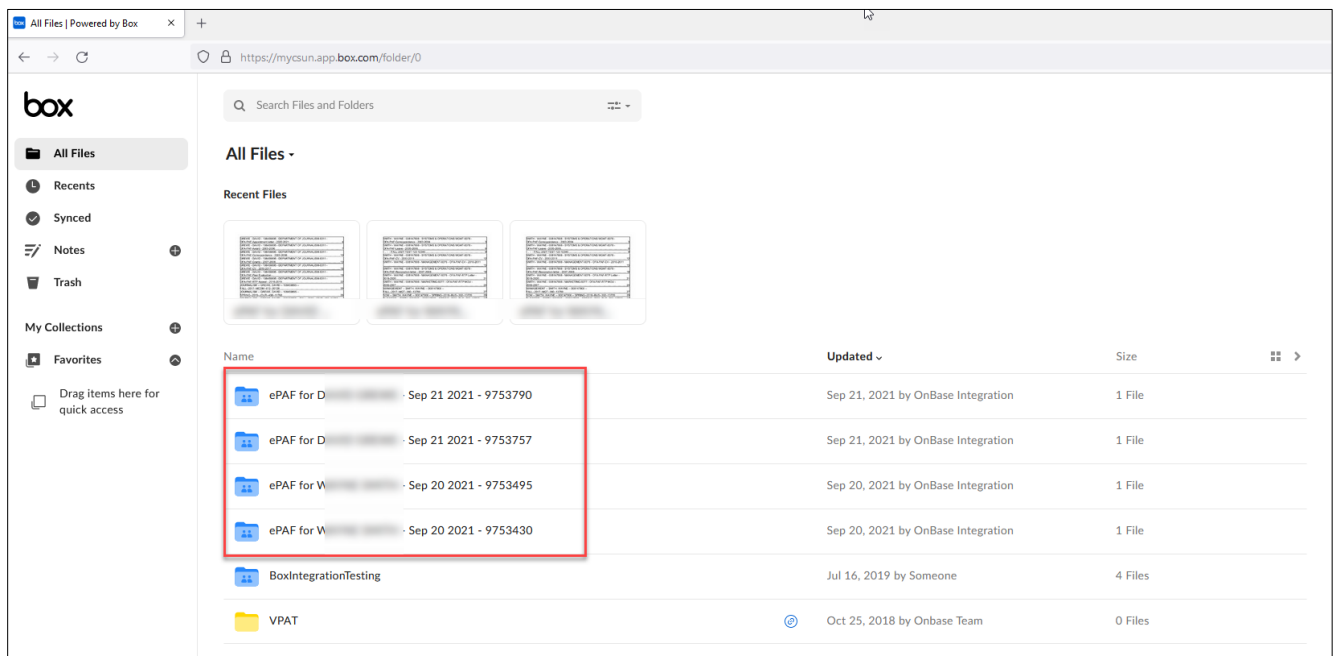 box All Files | Powered by Box × +
https://mycsun.app.box.com/folder/0
box
Search Files and Folders
All Files
Recents
Synced
Notes
Trash
My Collections
Favorites
Drag items here for
quick access
All Files
Recent Files
Name Updated Size
ePAF for D - Sep 21 2021 - 9753790 Sep 21, 2021 by OnBase Integration 1 File
ePAF for D - Sep 21 2021 - 9753757 Sep 21, 2021 by OnBase Integration 1 File
ePAF for W - Sep 20 2021 - 9753495 Sep 20, 2021 by OnBase Integration 1 File
ePAF for W - Sep 20 2021 - 9753430 Sep 20, 2021 by OnBase Integration 1 File
BoxIntegrationTesting Jul 16, 2019 by Someone 4 Files
VPAT Oct 25, 2018 by Onbase Team 0 Files